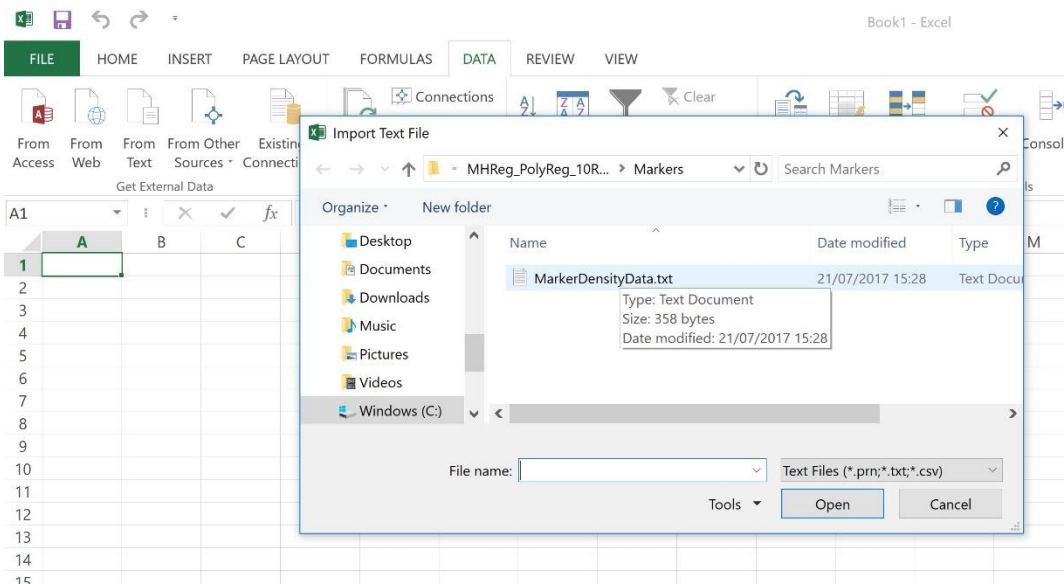 Book1 - Excel
FILE HOME INSERT PAGE LAYOUT FORMULAS DATA REVIEW VIEW
Connections
Clear
From Access
From Web
From Text
From Other Sources
Existin
Connecti
Consol
Get External Data
ls
A1
fx
A B C M
1
2
3
4
5
6
7
8
9
10
11
12
13
14
15
Import Text File
MHReg_PolyReg_10R... > Markers
Search Markers
Organize
New folder
Desktop
Documents
Downloads
Music
Pictures
Videos
Windows (C:)
Name Date modified Type
MarkerDensityData.txt 21/07/2017 15:28 Text Docu
Type: Text Document
Size: 358 bytes
Date modified: 21/07/2017 15:28
File name:
Text Files (*.prn;*.txt;*.csv)
Tools
Open
Cancel